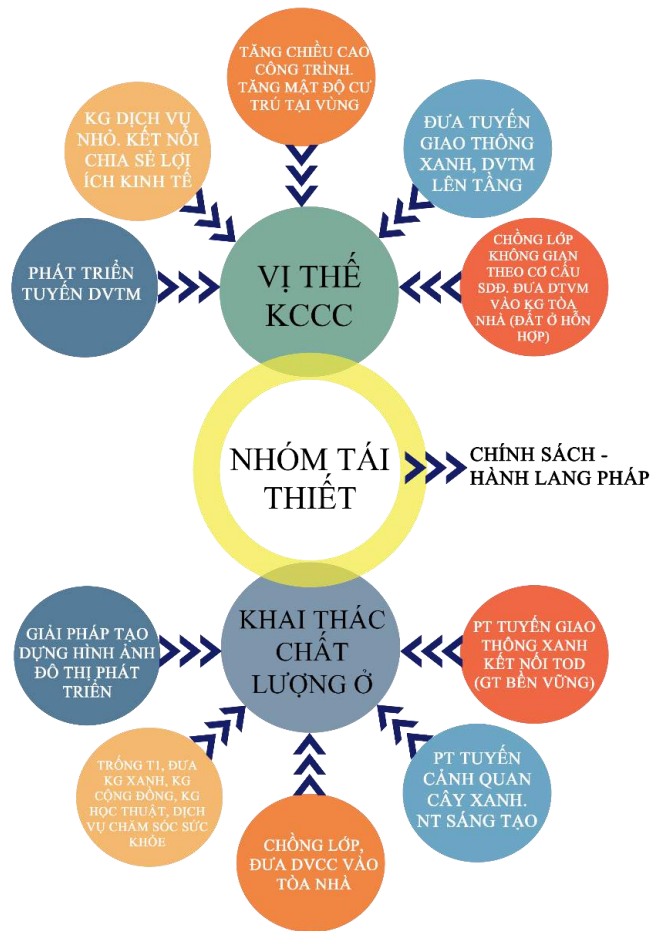 TĂNG CHIỀU CAO
CÔNG TRÌNH.
TĂNG MẬT ĐỘ CƯ
TRÚ TẠI VÙNG
KG DỊCH VỤ
NHỎ. KẾT NỐI
CHIA SẺ LỢI
ÍCH KINH TẾ
ĐƯA TUYẾN
GIAO THÔNG
XANH, DVTM
LÊN TẦNG
PHÁT TRIỂN
TUYẾN DVTM
VỊ THẾ
KCCC
CHỒNG LỚP
KHÔNG GIAN
THEO CƠ CẤU
SDĐ. ĐƯA DTVM
VÀO KG TÒA
NHÀ (ĐẤT Ở HỖN
HỢP)
NHÓM TÁI
THIẾT
CHÍNH SÁCH -
HÀNH LANG PHÁP
GIẢI PHÁP TẠO
DỰNG HÌNH ẢNH
ĐÔ THỊ PHÁT
TRIỂN
KHAI THÁC
CHẤT
LƯỢNG Ở
PT TUYẾN GIAO
THÔNG XANH
KẾT NỐI TOD
(GT BỀN VỮNG)
TRỐNG T1, ĐƯA
KG XANH, KG
CỘNG ĐỒNG, KG
HỌC THUẬT, DỊCH
VỤ CHĂM SÓC SỨC
KHỎE
CHỒNG LỚP,
ĐƯA DVCC VÀO
TÒA NHÀ
PT TUYẾN
CẢNH QUAN
CÂY XANH.
NT SÁNG TẠO